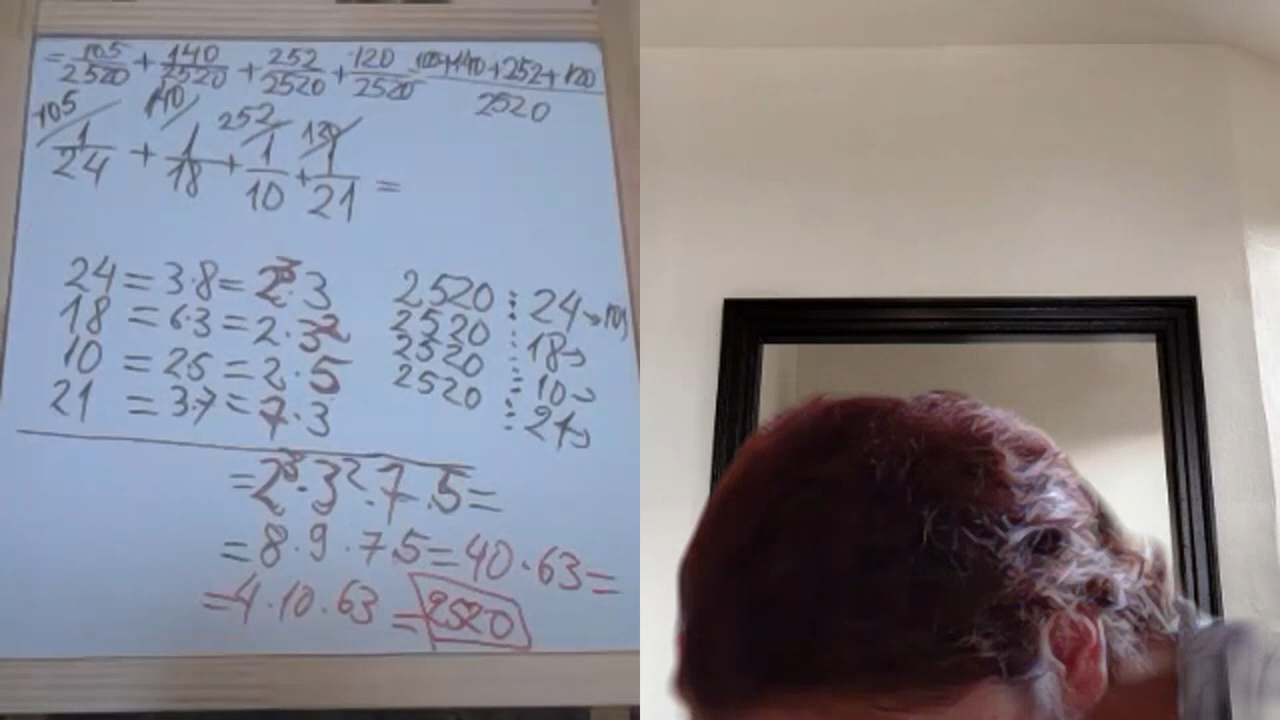 = 105/2520 + 140/2520 + 252/2520 + 120/2520 = 105+140+252+120/2520
105 140 252 120
1/24 + 1/18 + 1/10 + 1/21 =
24 = 3·8 = 2³·3 2520 : 24 → 105
18 = 6·3 = 2·3² 2520 : 18 →
10 = 2·5 = 2·5 2520 : 10 →
21 = 3·7 = 7·3 2520 : 21 →
= 2³·3²·7·5 =
= 8·9·7·5 = 40·63 =
= 4·10·63 = 2520